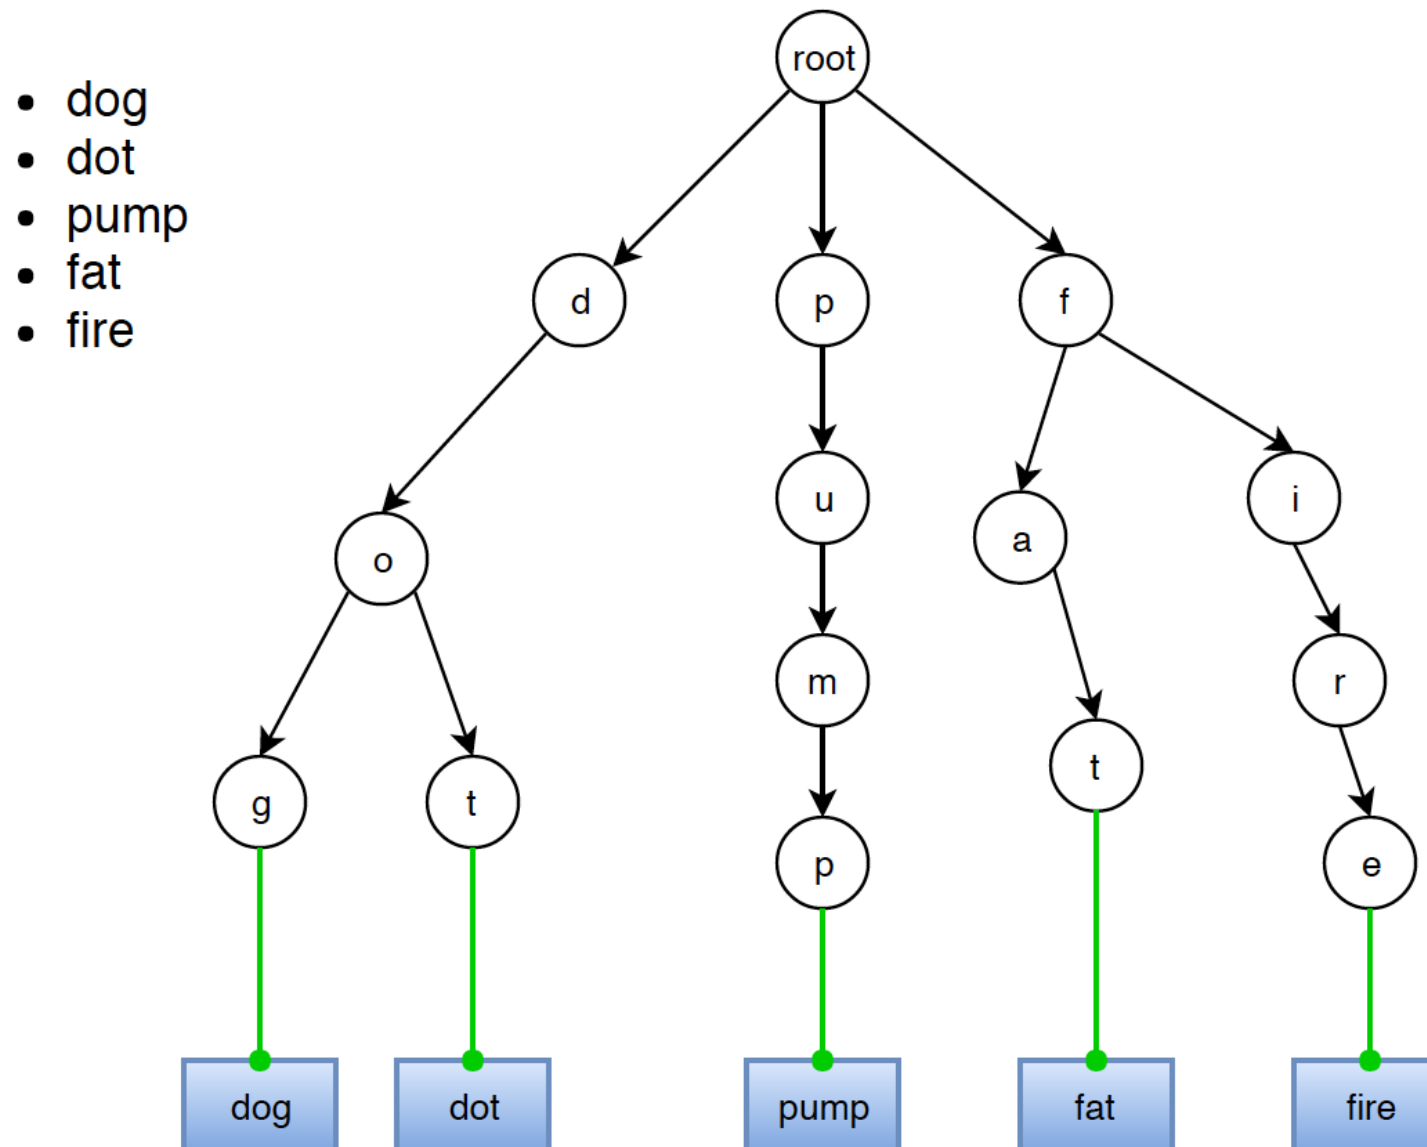 root
• dog
• dot
• pump
• fat
• fire
d p f
u i
a
o
m r
t
g t
p e
dog dot pump fat fire